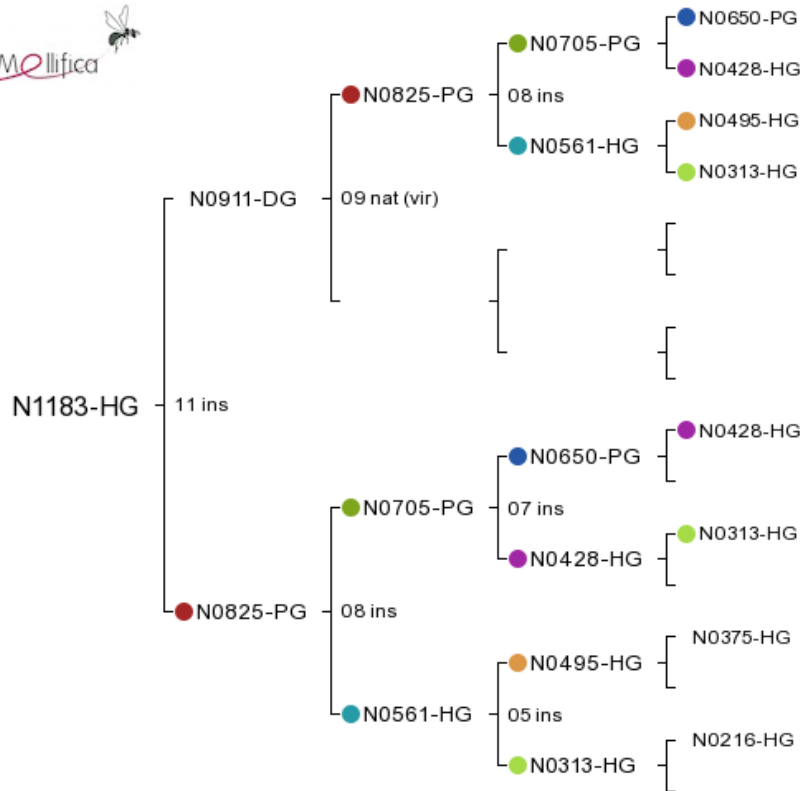 N0650-PG
Mellifica
N0705-PG
N0428-HG
N0825-PG
08 ins
N0495-HG
N0561-HG
N0313-HG
N0911-DG
09 nat (vir)
N1183-HG
11 ins
N0428-HG
N0650-PG
N0705-PG
07 ins
N0313-HG
N0428-HG
N0825-PG
08 ins
N0375-HG
N0495-HG
N0561-HG
05 ins
N0216-HG
N0313-HG